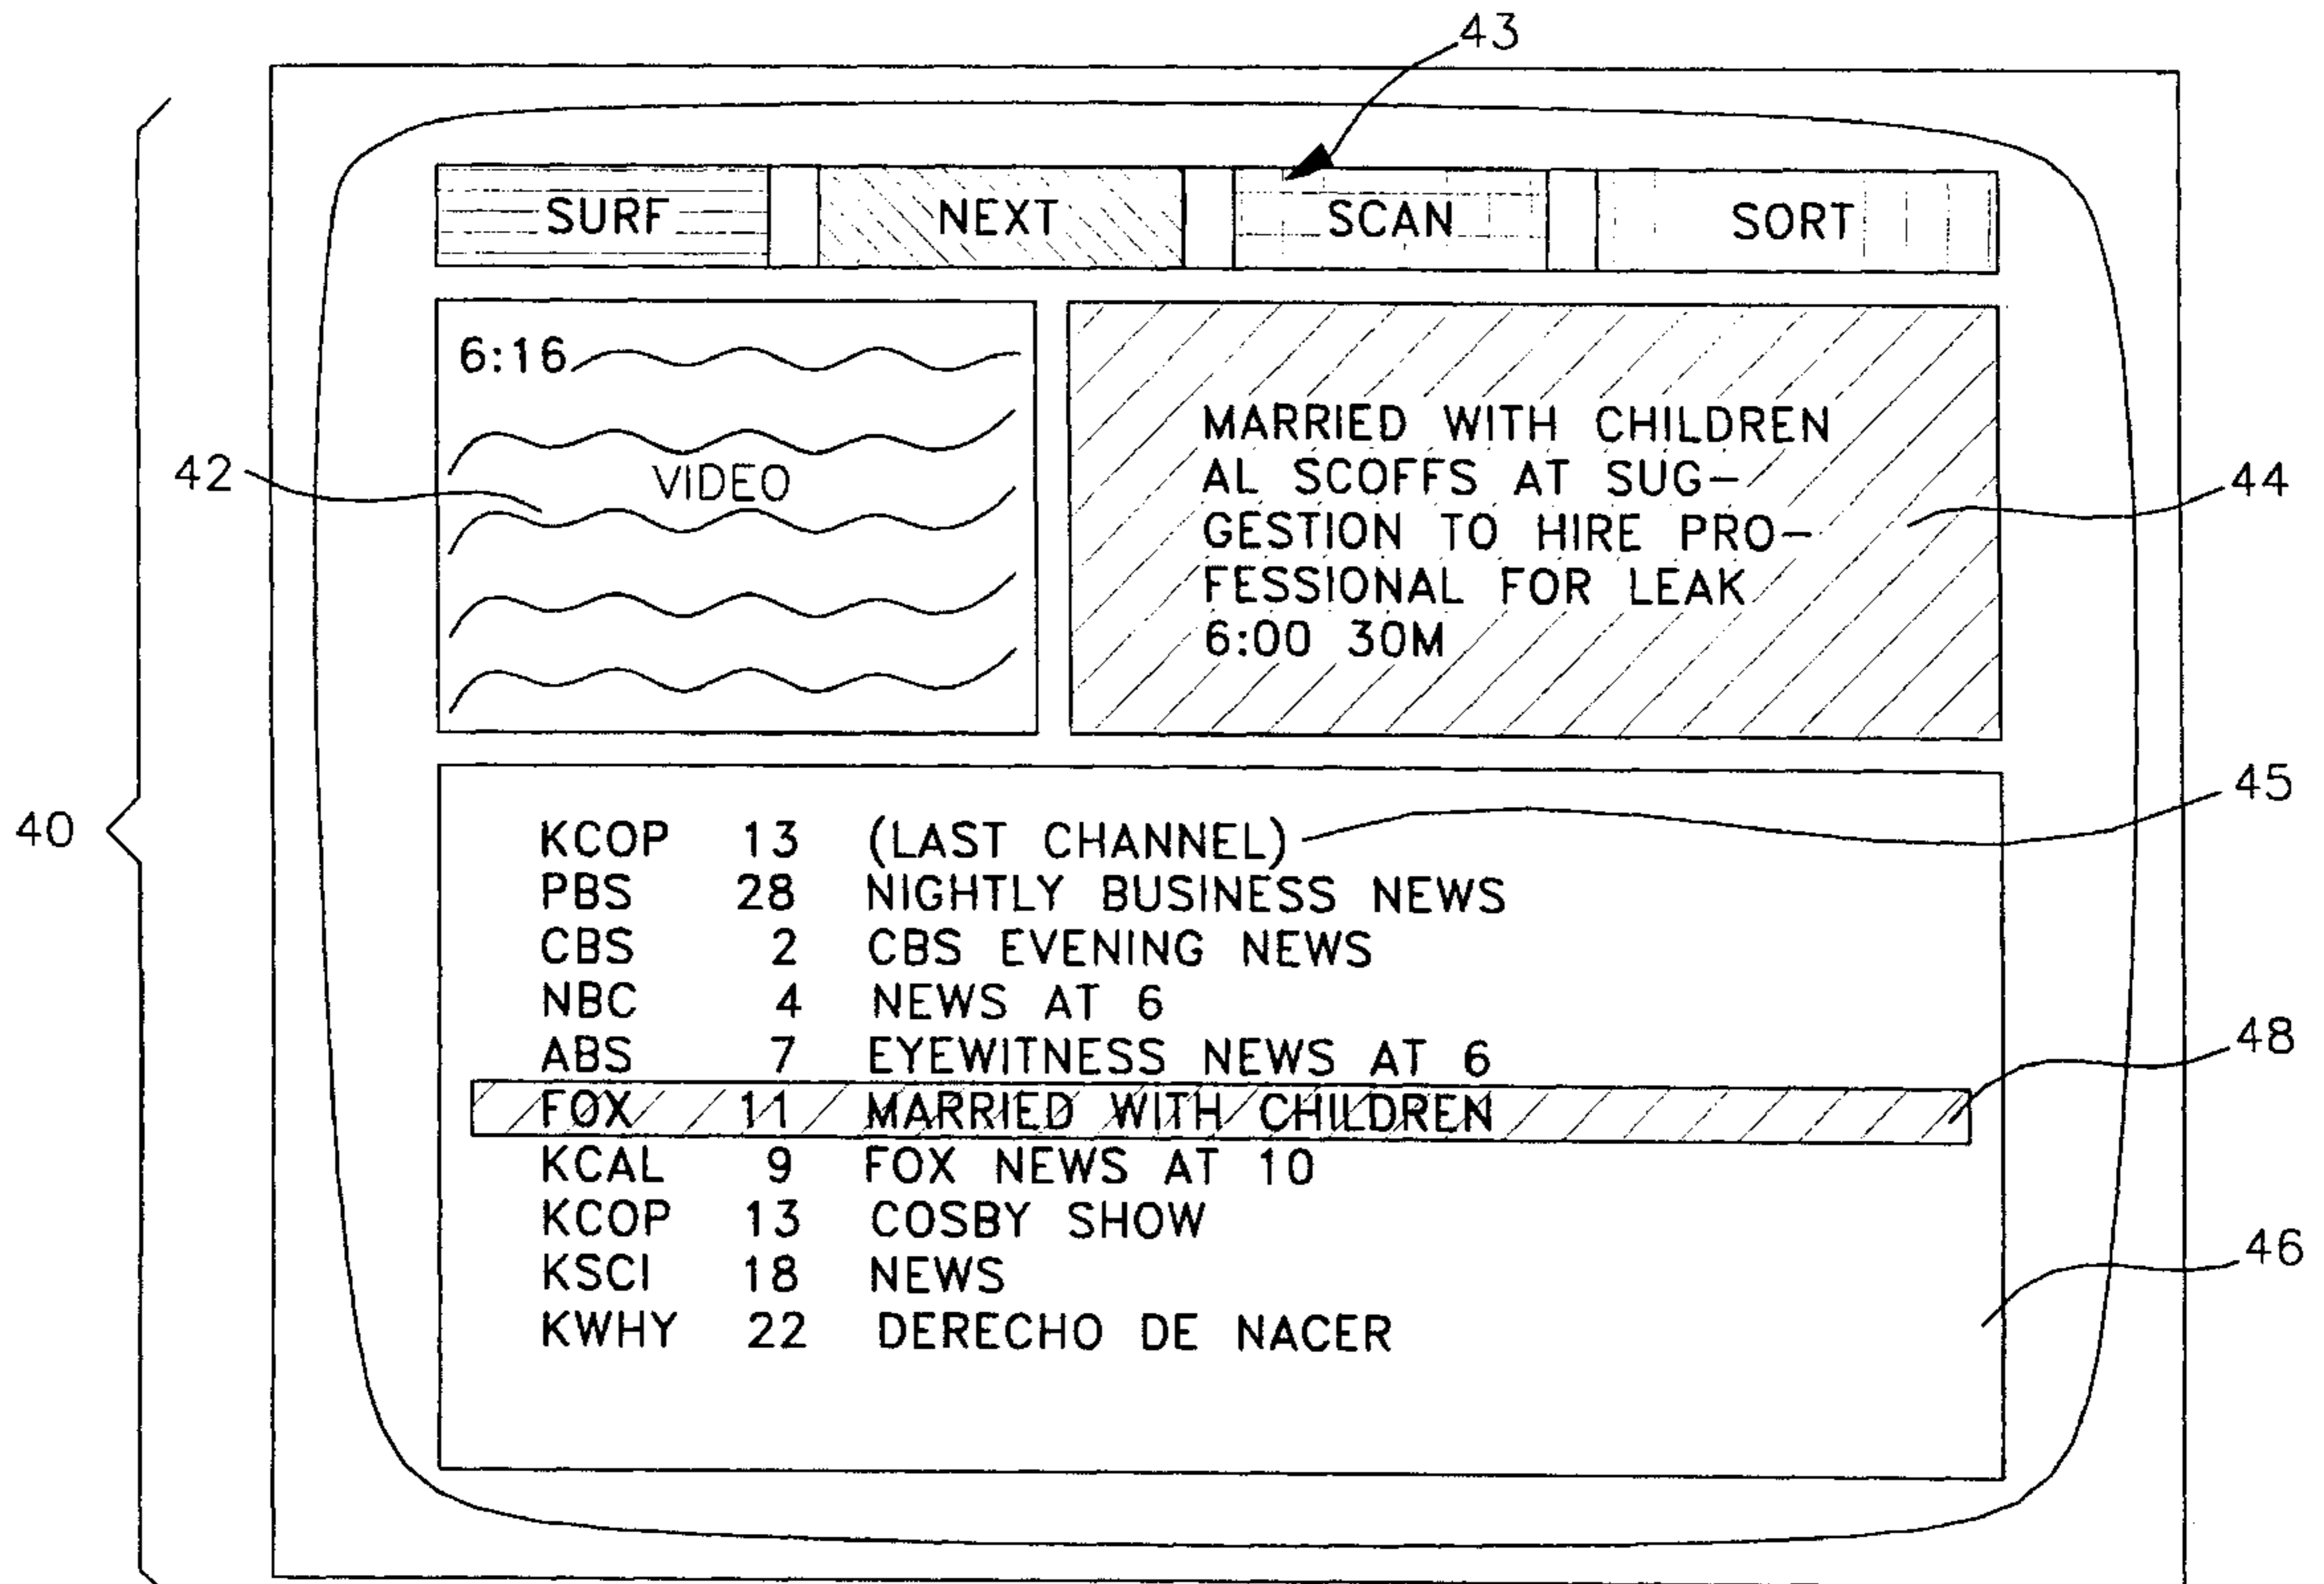 43
SURF NEXT SCAN SORT
6:16
VIDEO
42
MARRIED WITH CHILDREN
AL SCOFFS AT SUG-
GESTION TO HIRE PRO-
FESSIONAL FOR LEAK
6:00 30M
44
45
40
KCOP 13 (LAST CHANNEL)
PBS 28 NIGHTLY BUSINESS NEWS
CBS 2 CBS EVENING NEWS
NBC 4 NEWS AT 6
ABS 7 EYEWITNESS NEWS AT 6
FOX 11 MARRIED WITH CHILDREN
KCAL 9 FOX NEWS AT 10
KCOP 13 COSBY SHOW
KSCI 18 NEWS
KWHY 22 DERECHO DE NACER
48
46